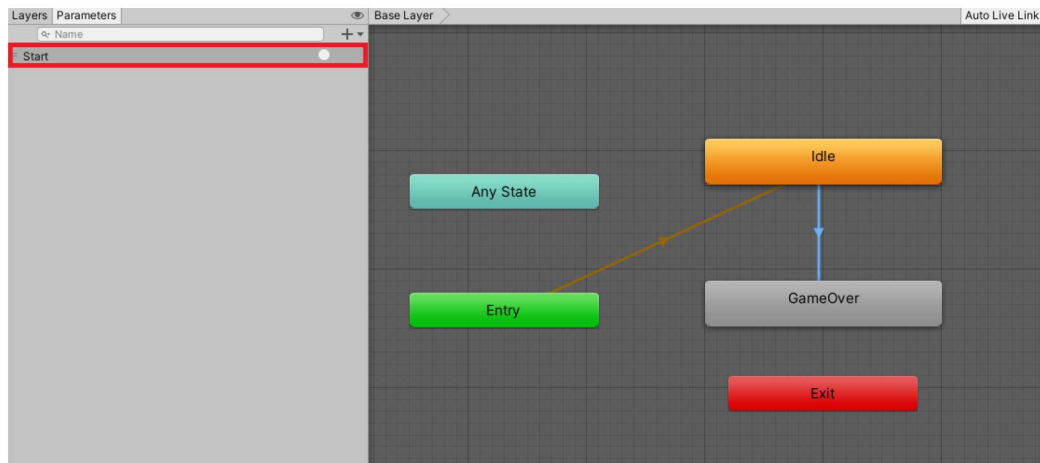 Layers Parameters
Base Layer
Auto Live Link
Name
Start
Idle
Any State
GameOver
Entry
Exit